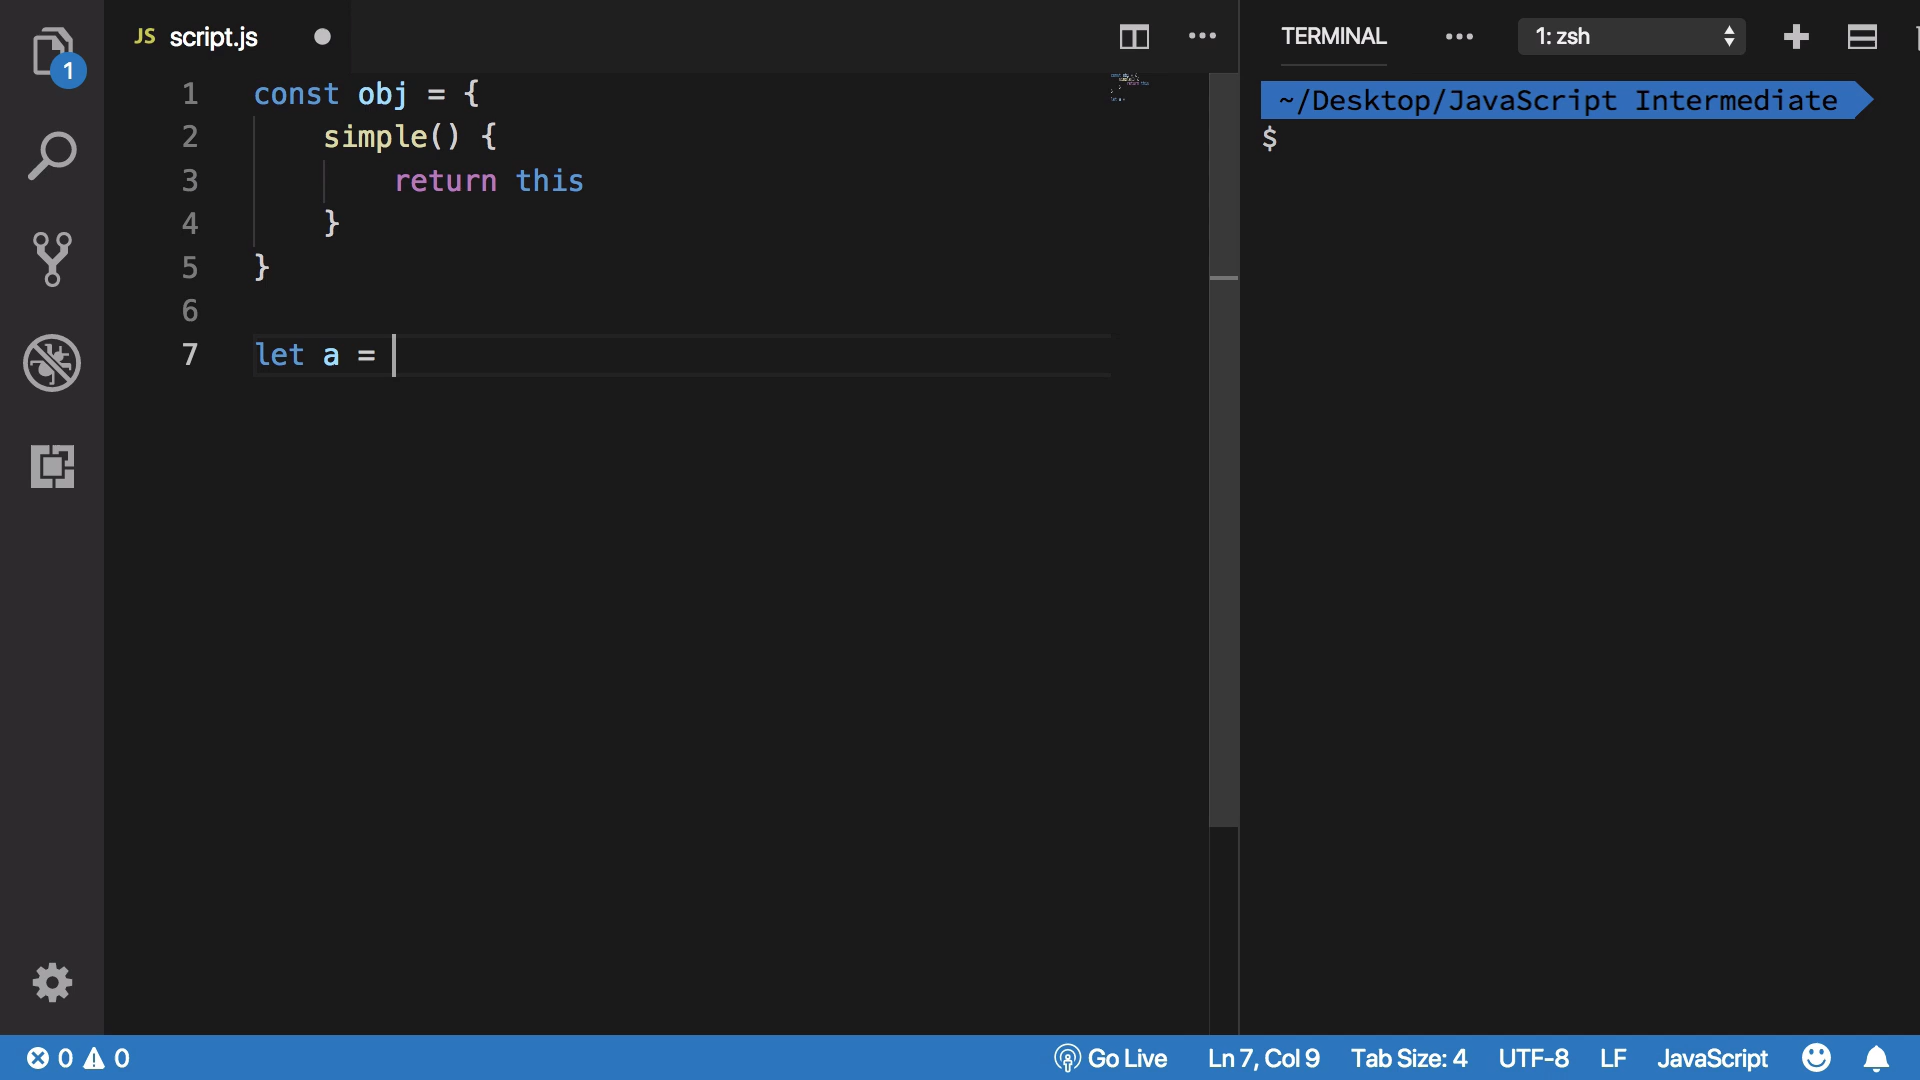 1
JS script.js
1 const obj = {
2 simple() {
3 return this
4 }
5 }
6
7 let a =
TERMINAL
1: zsh
~/Desktop/JavaScript Intermediate
$
0 0
Go Live
Ln 7, Col 9
Tab Size: 4
UTF-8
LF
JavaScript